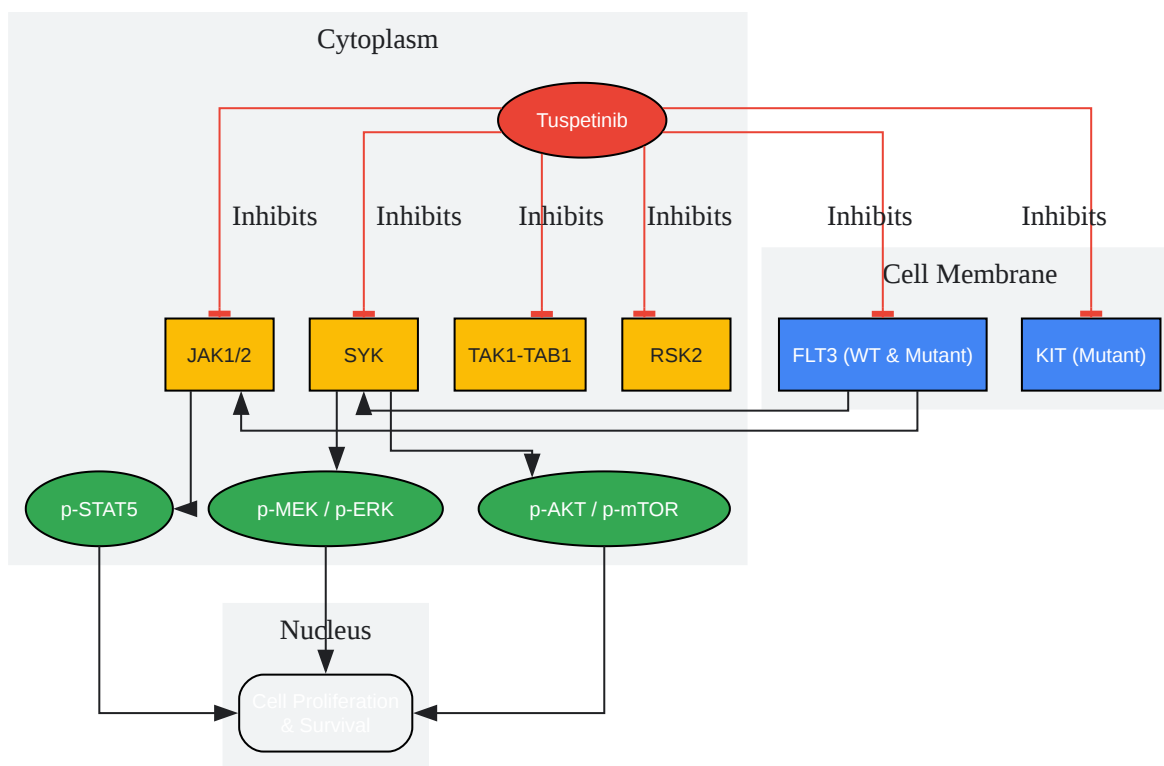 Cytoplasm
Tuspetinib
Inhibits
Inhibits
Inhibits
Inhibits
Inhibits
Inhibits
Cell Membrane
JAK1/2
SYK
TAK1-TAB1
RSK2
FLT3 (WT & Mutant)
KIT (Mutant)
p-STAT5
p-MEK / p-ERK
p-AKT / p-mTOR
Nucleus
Cell Proliferation
& Survival